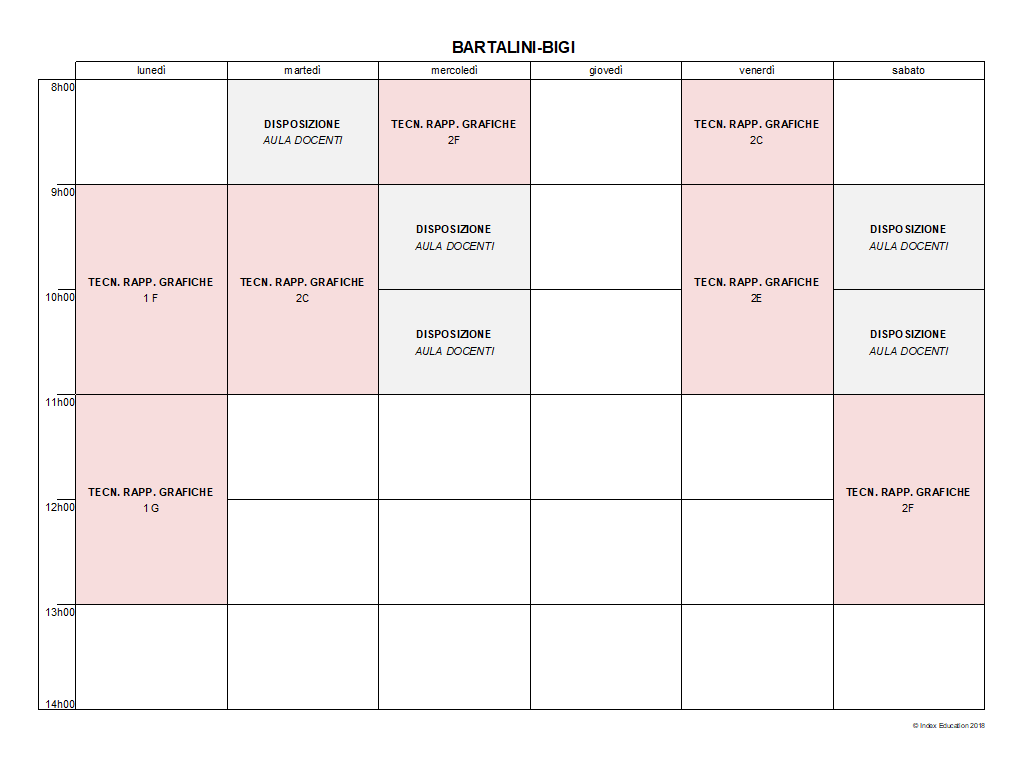 BARTALINI-BIGI
lunedì martedì mercoledì giovedì venerdì sabato
8h00
DISPOSIZIONE
AULA DOCENTI
TECN. RAPP. GRAFICHE
2F
TECN. RAPP. GRAFICHE
2C
9h00
TECN. RAPP. GRAFICHE
1 F
TECN. RAPP. GRAFICHE
2C
DISPOSIZIONE
AULA DOCENTI
TECN. RAPP. GRAFICHE
2E
DISPOSIZIONE
AULA DOCENTI
10h00
DISPOSIZIONE
AULA DOCENTI
DISPOSIZIONE
AULA DOCENTI
11h00
TECN. RAPP. GRAFICHE
1 G
TECN. RAPP. GRAFICHE
2F
12h00
13h00
14h00
© Index Education 2018